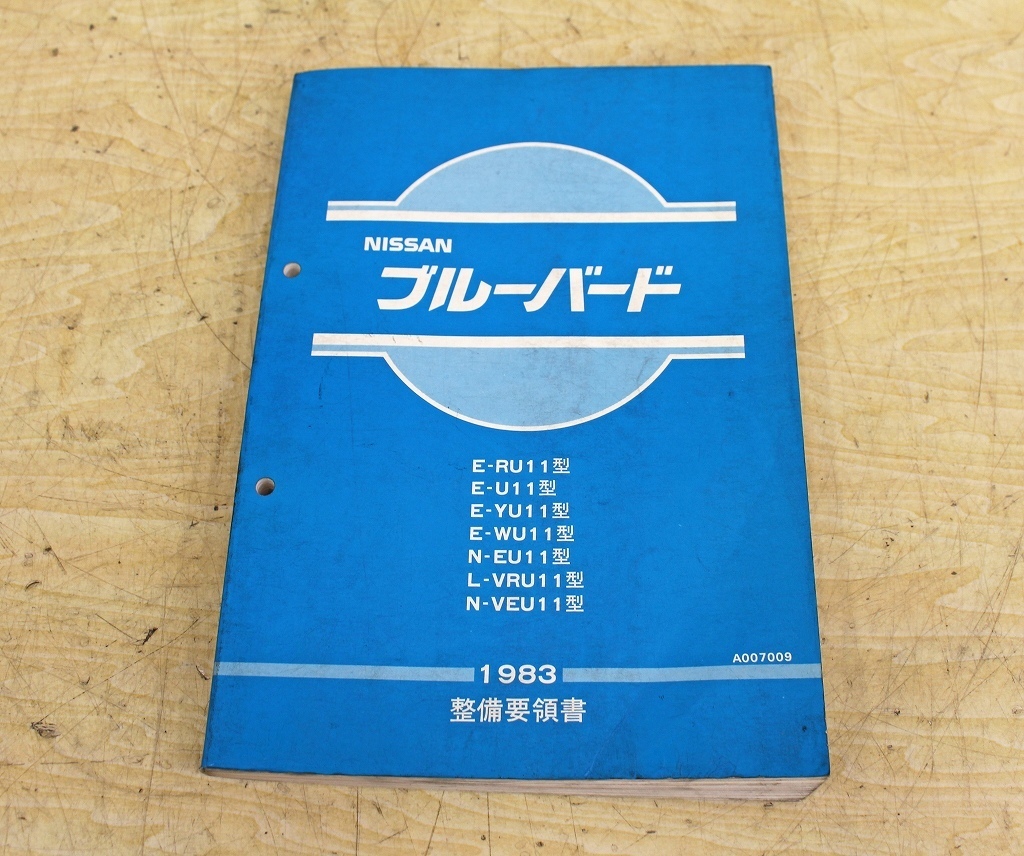 NISSAN
ブルーバード
E-RU11型
E-U11型
E-YU11型
E-WU11型
N-EU11型
L-VRU11型
N-VEU11型
A007009
1983
整備要領書